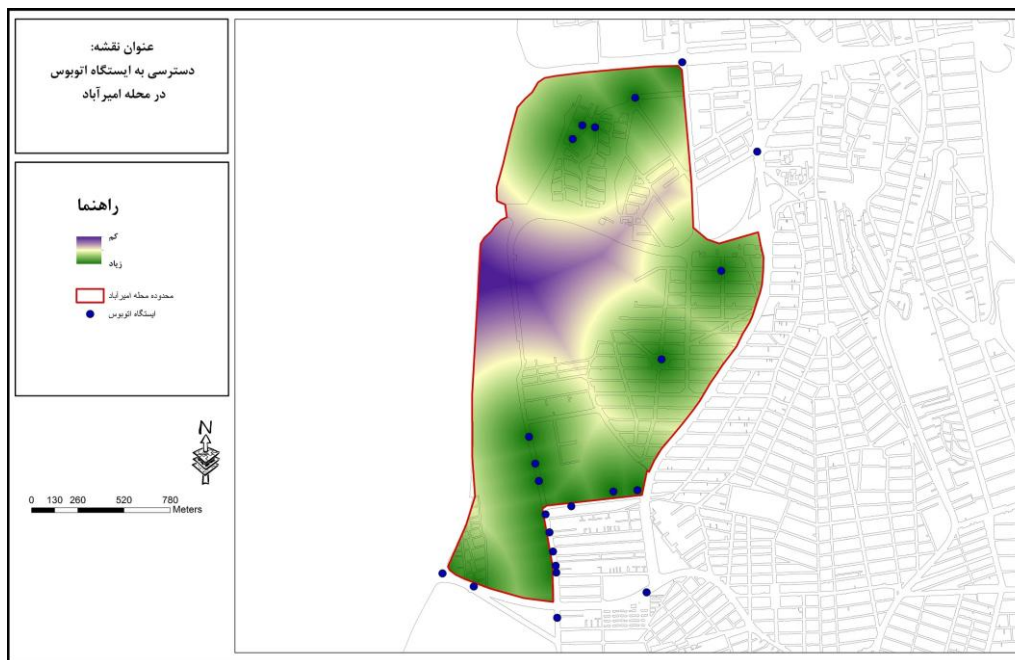 عنوان نقشه:
دسترسی به ایستگاه اتوبوس
در محله امیرآباد
راهنما
کم
زیاد
محدوده محله امیرآباد
ایستگاه اتوبوس
N
0 130 260 520 780
Meters